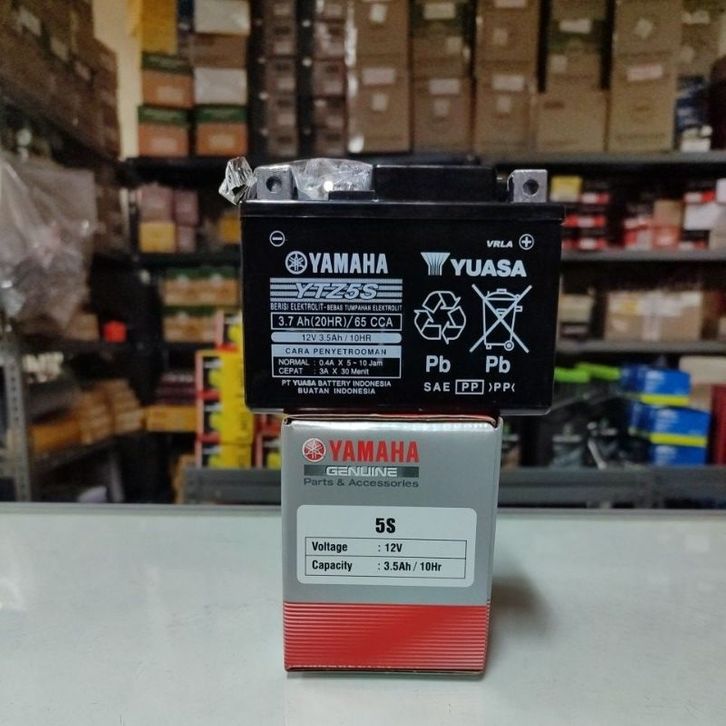 VRLA
YAMAHA
YUASA
YTZ5S
BERISI ELEKTROLIT-BEBAS TUMPAHAN ELEKTROLIT
3.7 Ah(20HR)/65 CCA
12V 3.5Ah / 10HR
CARA PENYETROOMAN
NORMAL : 0.4A X 5 - 10 Jam
CEPAT : 3A X 30 Menit
PT YUASA BATTERY INDONESIA
BUATAN INDONESIA
Pb Pb
SAE PP >PP<
YAMAHA
GENUINE
Parts & Accessories
5S
Voltage : 12V
Capacity : 3.5Ah / 10Hr